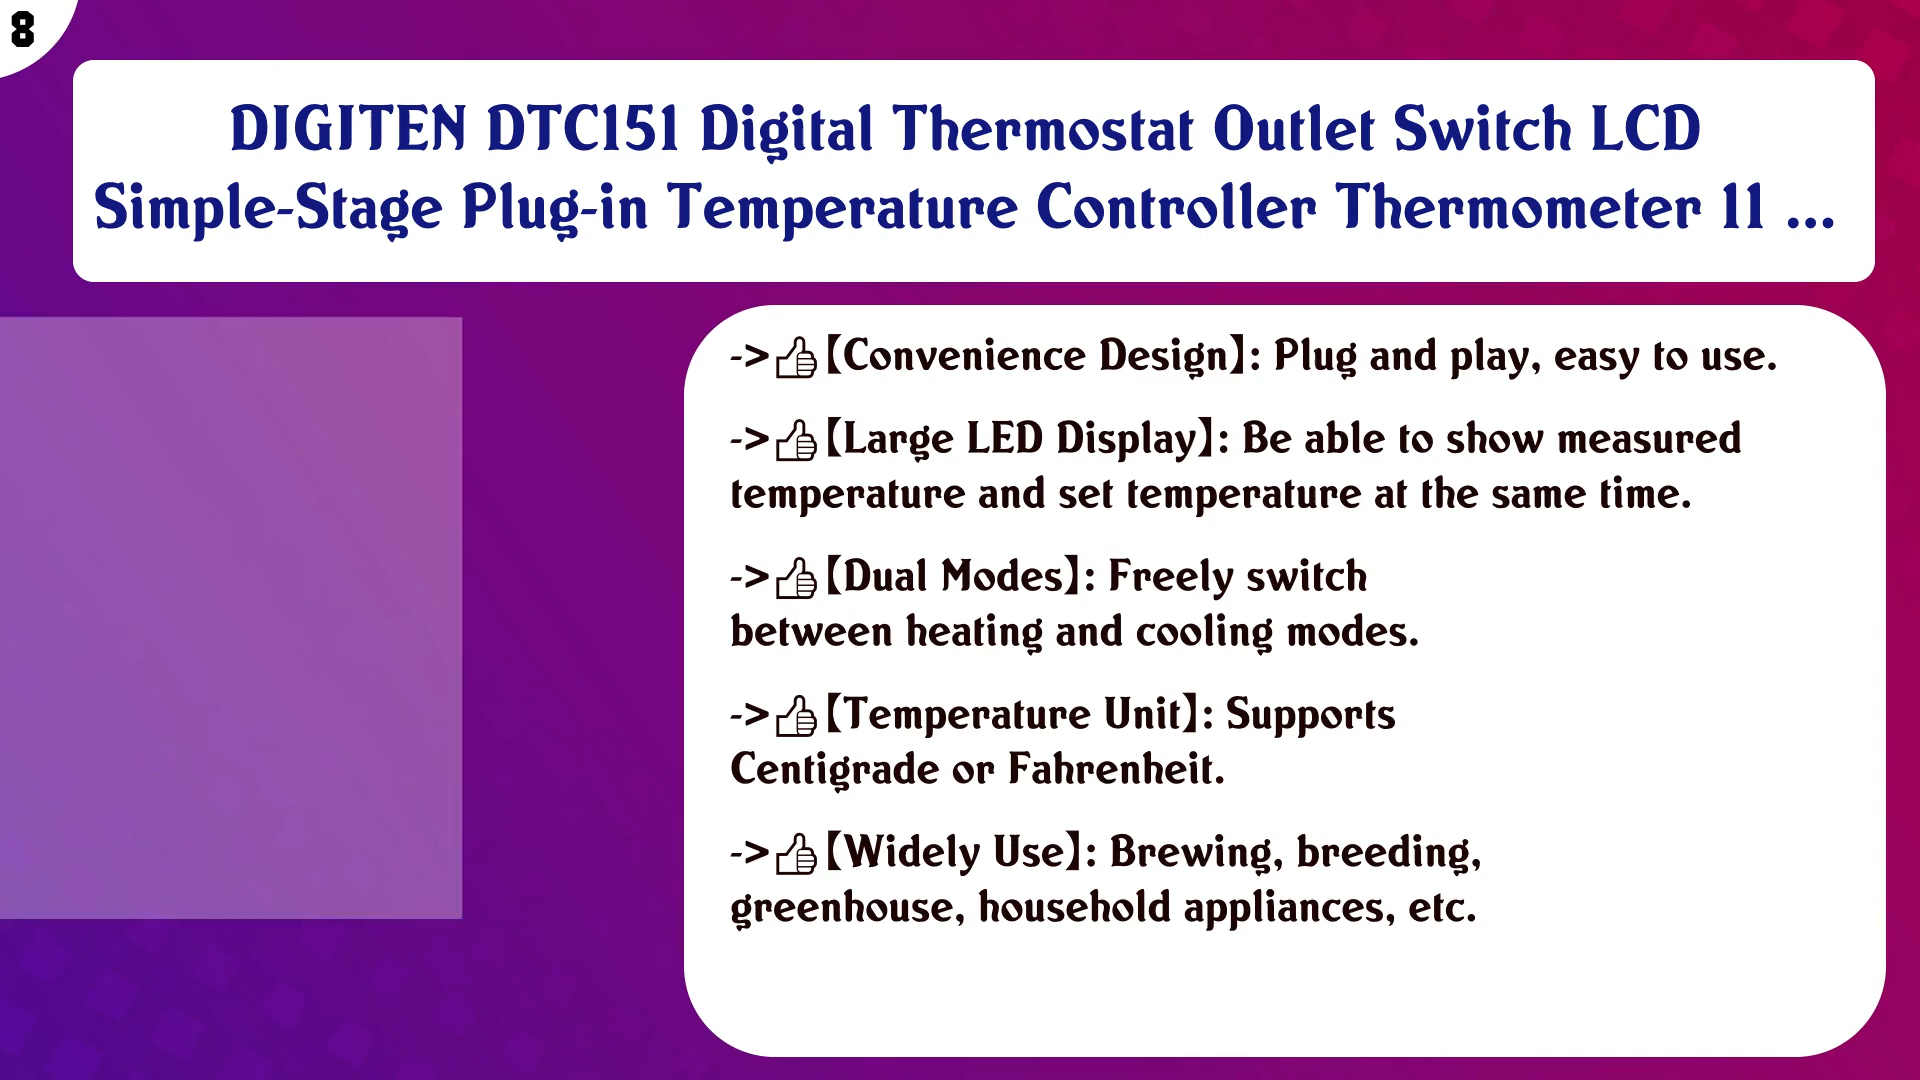 8
DIGITEN DTC151 Digital Thermostat Outlet Switch LCD
Simple-Stage Plug-in Temperature Controller Thermometer 11 ...
->👍【Convenience Design】: Plug and play, easy to use.
->👍【Large LED Display】: Be able to show measured
temperature and set temperature at the same time.
->👍【Dual Modes】: Freely switch
between heating and cooling modes.
->👍【Temperature Unit】: Supports
Centigrade or Fahrenheit.
->👍【Widely Use】: Brewing, breeding,
greenhouse, household appliances, etc.